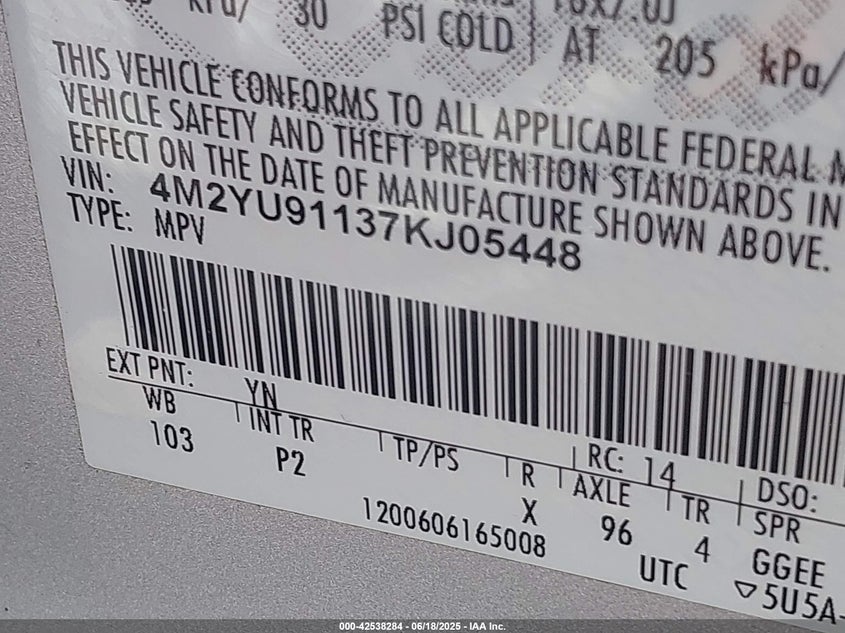 30 PSI COLD AT 205 kPa/
THIS VEHICLE CONFORMS TO ALL APPLICABLE FEDERAL M
VEHICLE SAFETY AND THEFT PREVENTION STANDARDS IN
EFFECT ON THE DATE OF MANUFACTURE SHOWN ABOVE.
VIN: 4M2YU91137KJ05448
TYPE: MPV
EXT PNT: YN RC: 14 DSO:
WB INT TR TP/PS R AXLE TR SPR
103 P2 X 96 4 GGEE
1200606165008 UTC ▽5U5A-
000-42538284 - 06/18/2025 - IAA Inc.